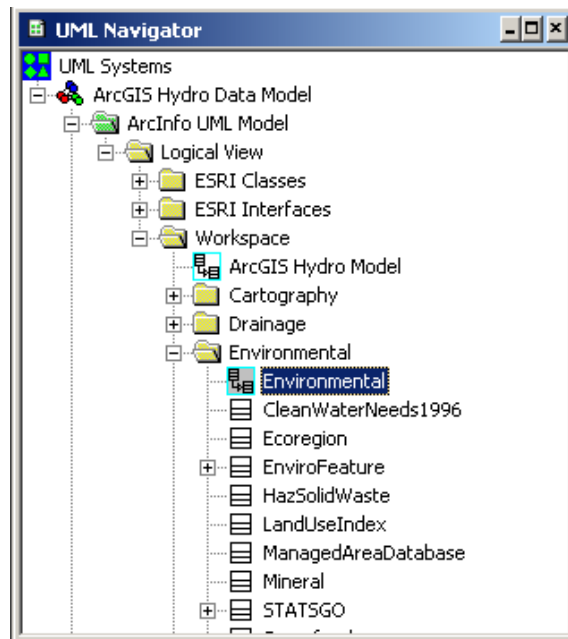 UML Navigator
UML Systems
ArcGIS Hydro Data Model
ArcInfo UML Model
Logical View
ESRI Classes
ESRI Interfaces
Workspace
ArcGIS Hydro Model
Cartography
Drainage
Environmental
Environmental
CleanWaterNeeds1996
Ecoregion
EnviroFeature
HazSolidWaste
LandUseIndex
ManagedAreaDatabase
Mineral
STATSGO